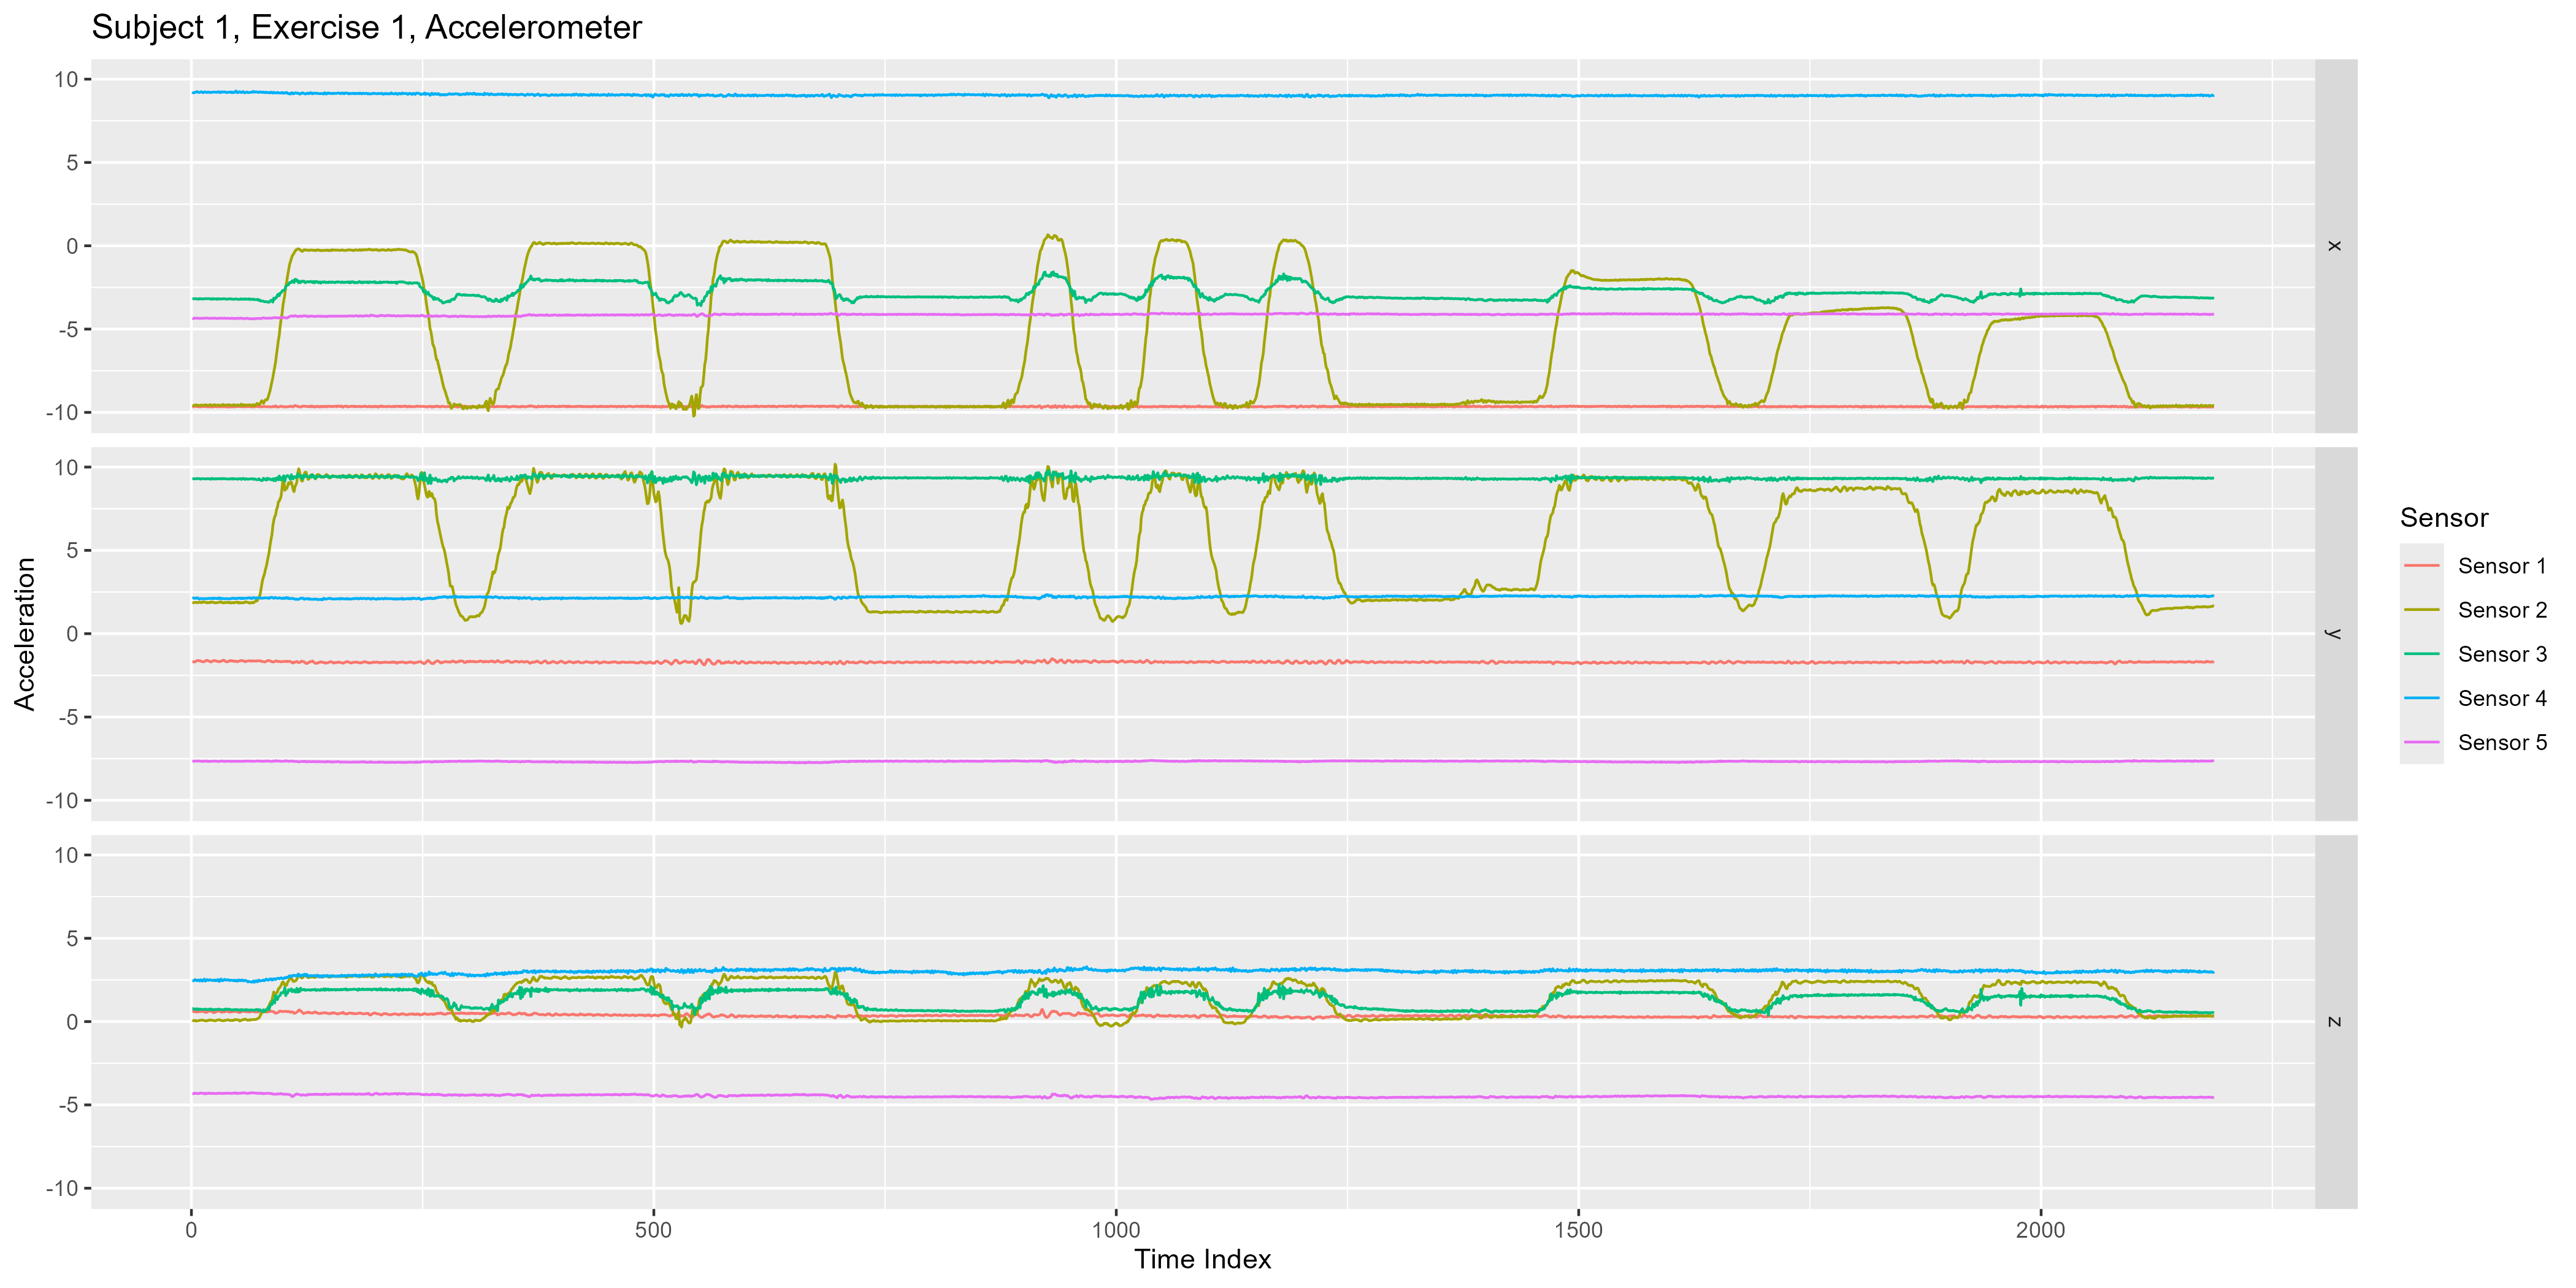 Subject 1, Exercise 1, Accelerometer
10
5
0
-5
-10
x
10
5
0
-5
-10
y
10
5
0
-5
-10
z
Acceleration
0 500 1000 1500 2000
Time Index
Sensor
Sensor 1
Sensor 2
Sensor 3
Sensor 4
Sensor 5